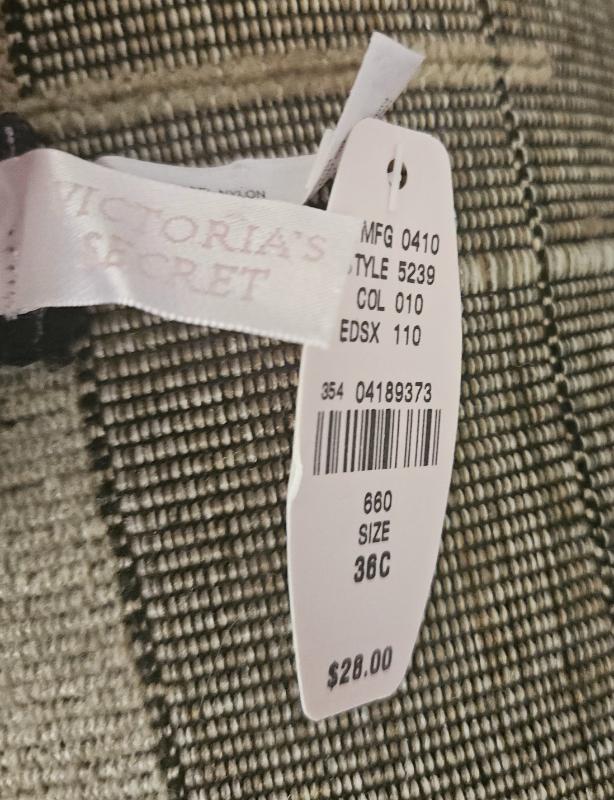 NYLON
VICTORIA'S
SECRET
MFG 0410
STYLE 5239
COL 010
EDSX 110
354 04189373
660
SIZE
36C
$28.00